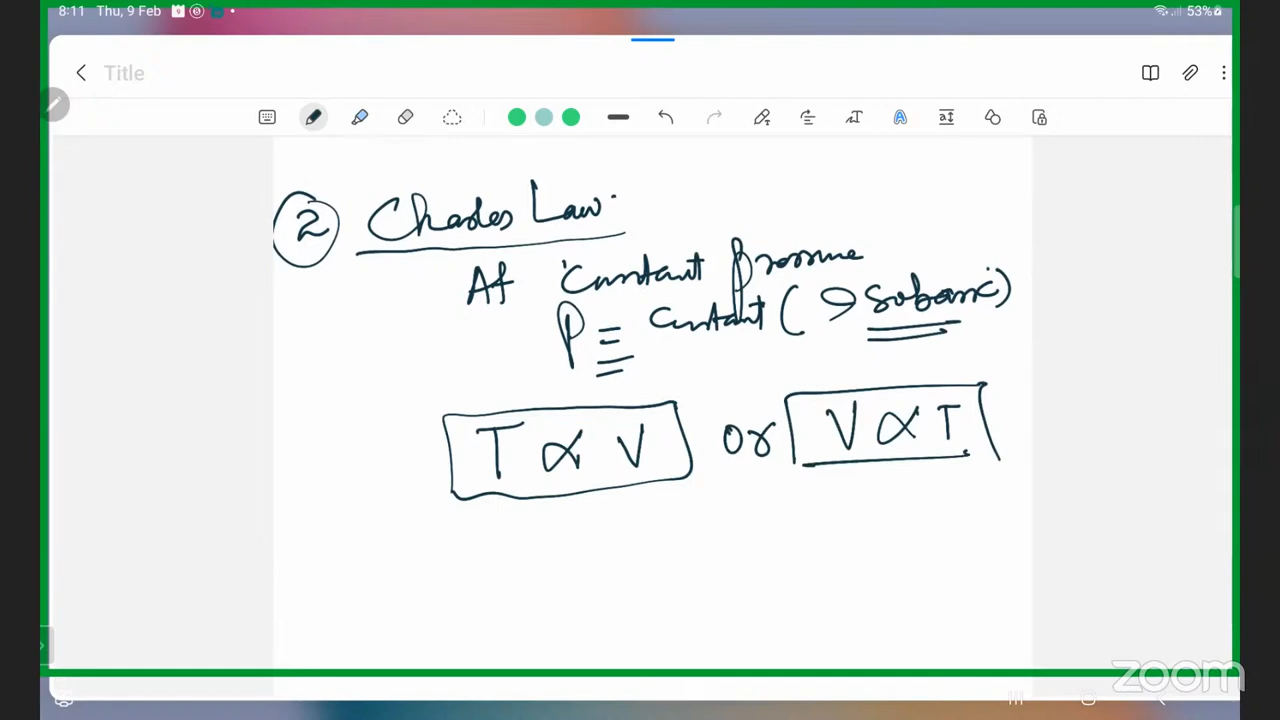 8:11 Thu, 9 Feb 53%
Title
2 Charles Law.
At constant pressure
P = constant ( → Isobaric)
T ∝ V or V ∝ T
zoom